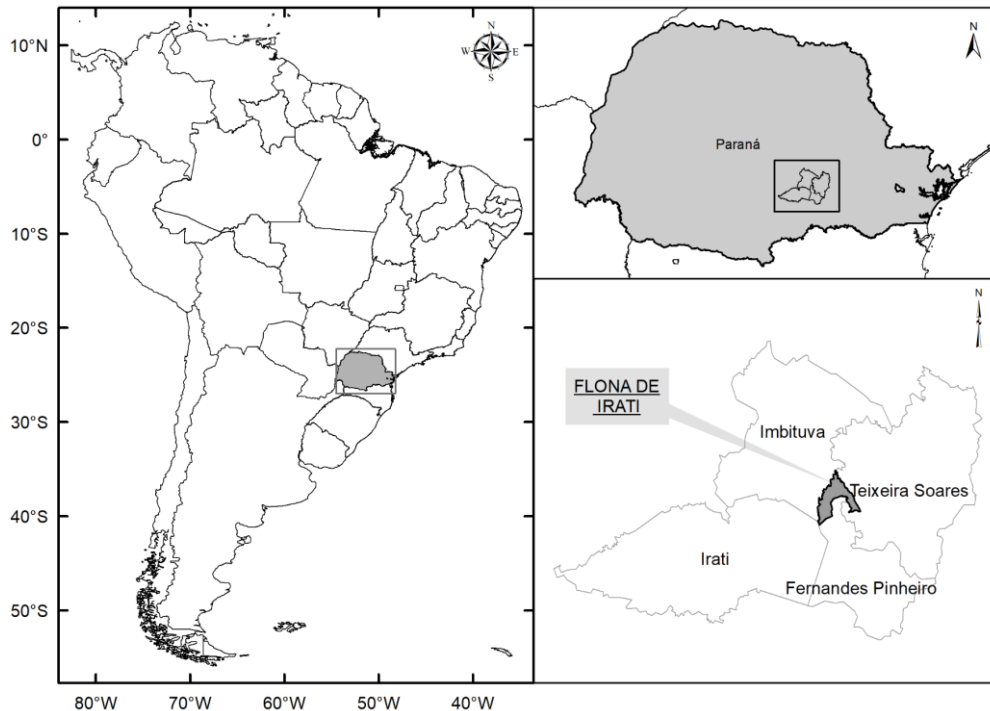 10°N
0°
10°S
20°S
30°S
40°S
50°S
80°W
70°W
60°W
50°W
40°W
N
W
E
S
N
Paraná
N
FLONA DE
IRATI
Imbituva
Teixeira Soares
Irati
Fernandes Pinheiro